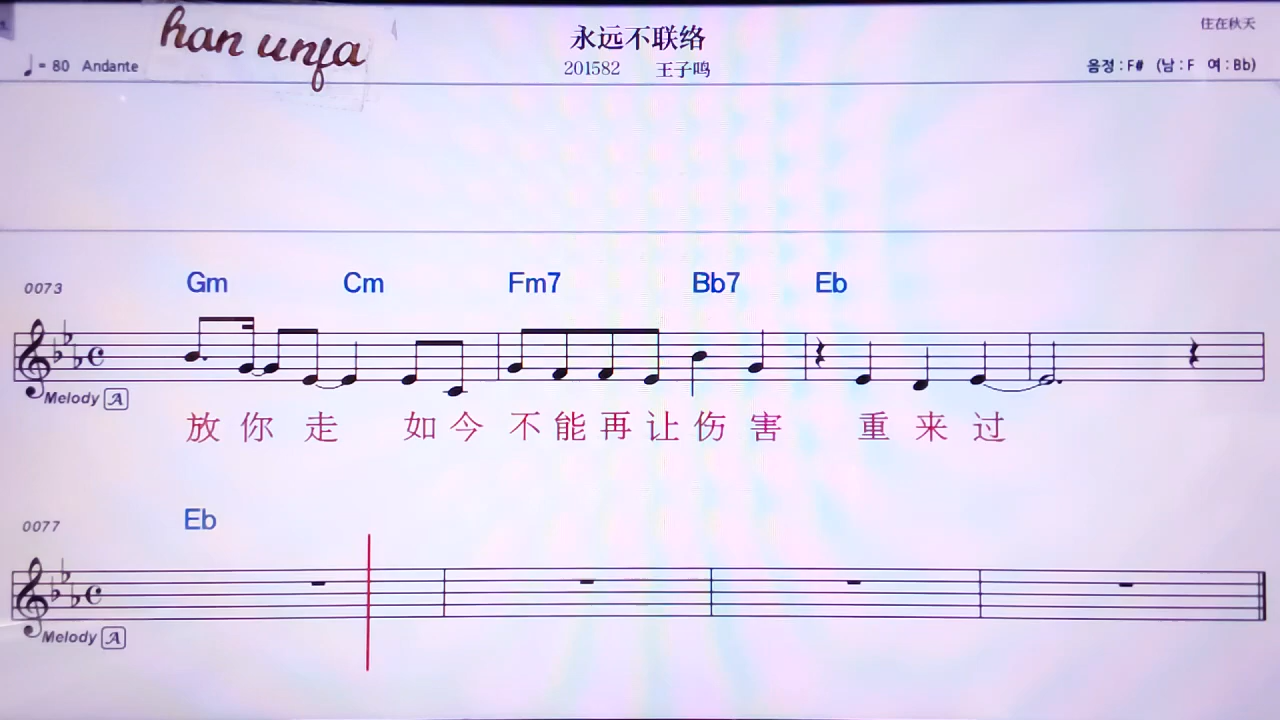 han unfa
永远不联络
住在秋天
♩= 80 Andante
201582 王子鸣
음정 : F# (남 : F 여 : Bb)
0073 Gm Cm Fm7 Bb7 Eb
Melody A
放你走 如今不能再让伤害 重来过
0077 Eb
Melody A